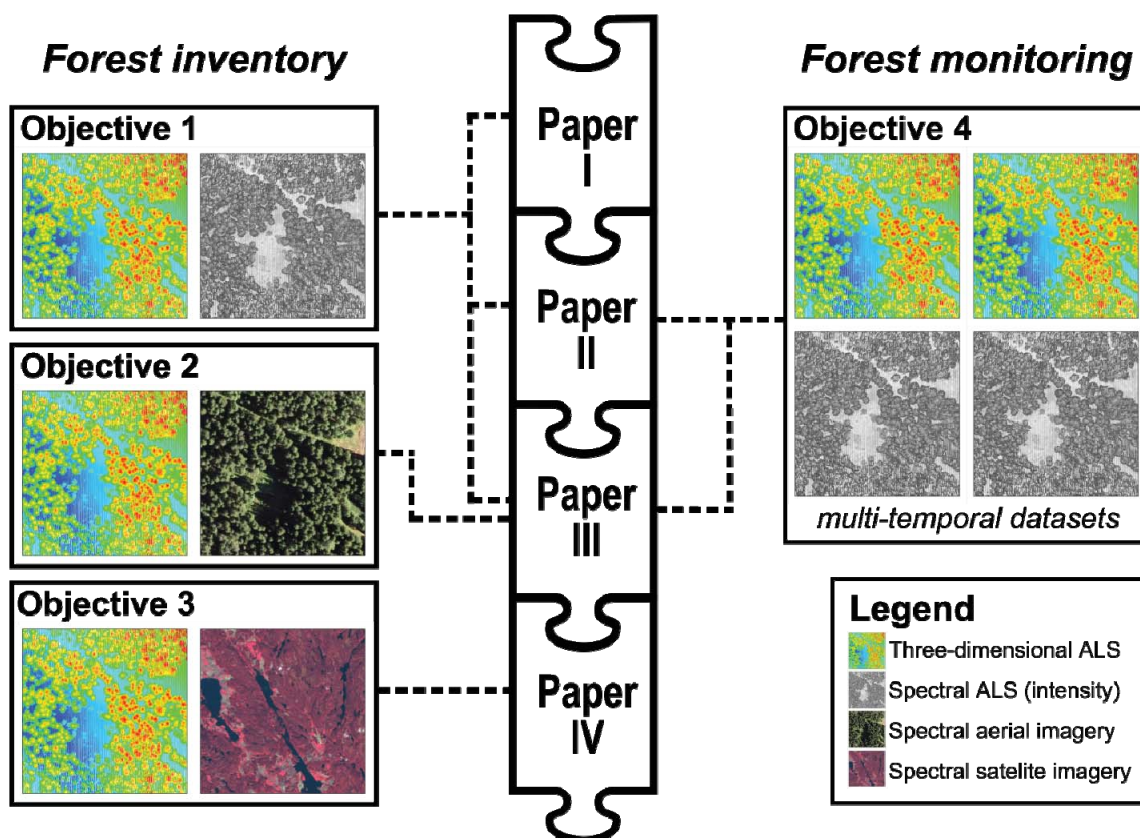 Forest inventory
Objective 1
Objective 2
Objective 3
Paper
I
Paper
II
Paper
III
Paper
IV
Forest monitoring
Objective 4
multi-temporal datasets
Legend
Three-dimensional ALS
Spectral ALS (intensity)
Spectral aerial imagery
Spectral satelite imagery